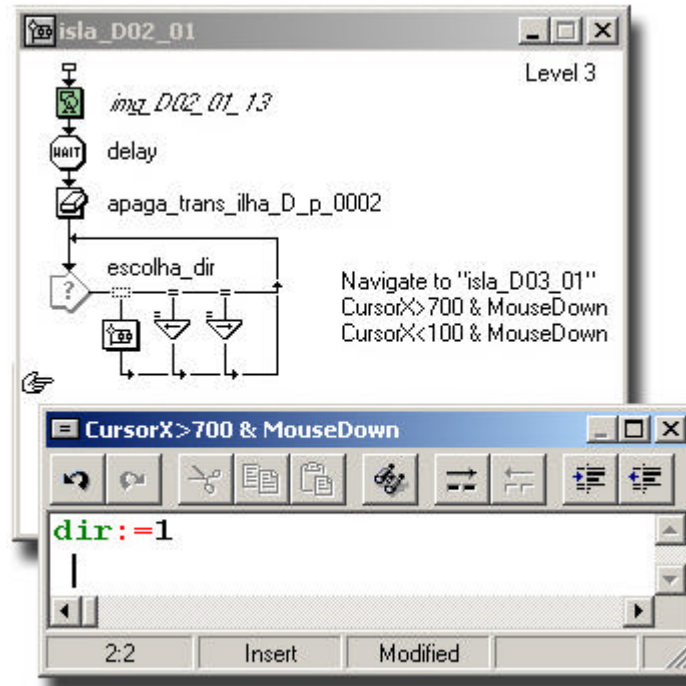 isla_D02_01
Level 3
img_D02_01_13
WAIT
delay
apaga_trans_ilha_D_p_0002
escolha_dir
?
Navigate to "isla_D03_01"
CursorX>700 & MouseDown
CursorX<100 & MouseDown
CursorX>700 & MouseDown
dir:=1
2:2
Insert
Modified